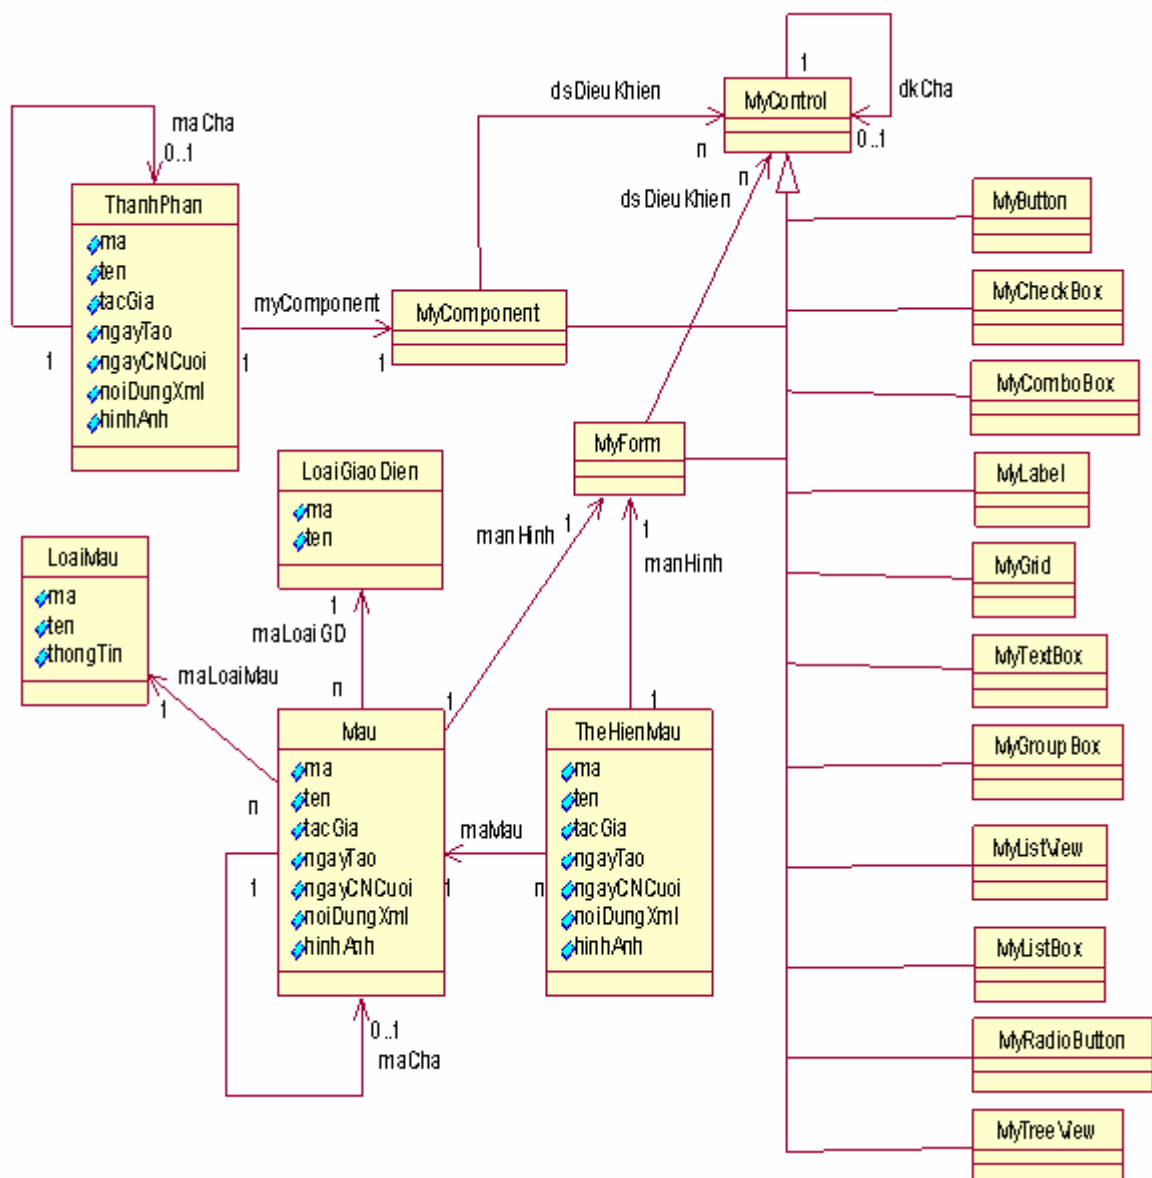 1
MyControl
dkCha
0..1
dsDieuKhien
n
dsDieuKhien
n
maCha
0..1
ThanhPhan
ma
ten
tacGia
ngayTao
ngayCNCuoi
noiDungXml
hinhAnh
1
myComponent
1
1
MyComponent
MyForm
LoaiGiaoDien
ma
ten
LoaiMau
ma
ten
thongTin
manHinh
1
1
manHinh
1
maLoaiGD
n
maLoaiMau
1
n
1
1
Mau
ma
ten
tacGia
ngayTao
ngayCNCuoi
noiDungXml
hinhAnh
TheHienMau
ma
ten
tacGia
ngayTao
ngayCNCuoi
noiDungXml
hinhAnh
maMau
1
n
1
0..1
maCha
MyButton
MyCheckBox
MyComboBox
MyLabel
MyGrid
MyTextBox
MyGroupBox
MyListView
MyListBox
MyRadioButton
MyTreeView